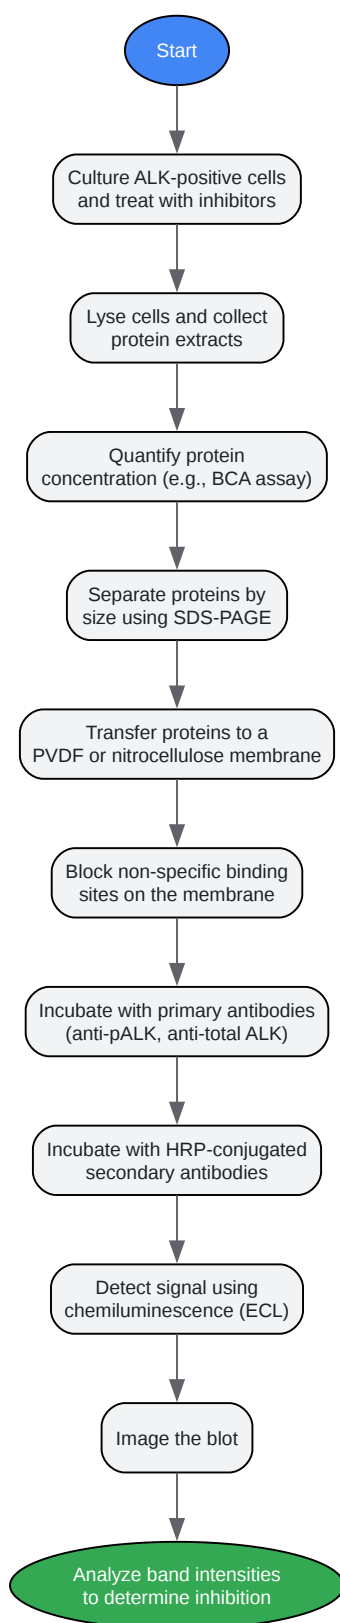 Start
Culture ALK-positive cells
and treat with inhibitors
Lyse cells and collect
protein extracts
Quantify protein
concentration (e.g., BCA assay)
Separate proteins by
size using SDS-PAGE
Transfer proteins to a
PVDF or nitrocellulose membrane
Block non-specific binding
sites on the membrane
Incubate with primary antibodies
(anti-pALK, anti-total ALK)
Incubate with HRP-conjugated
secondary antibodies
Detect signal using
chemiluminescence (ECL)
Image the blot
Analyze band intensities
to determine inhibition